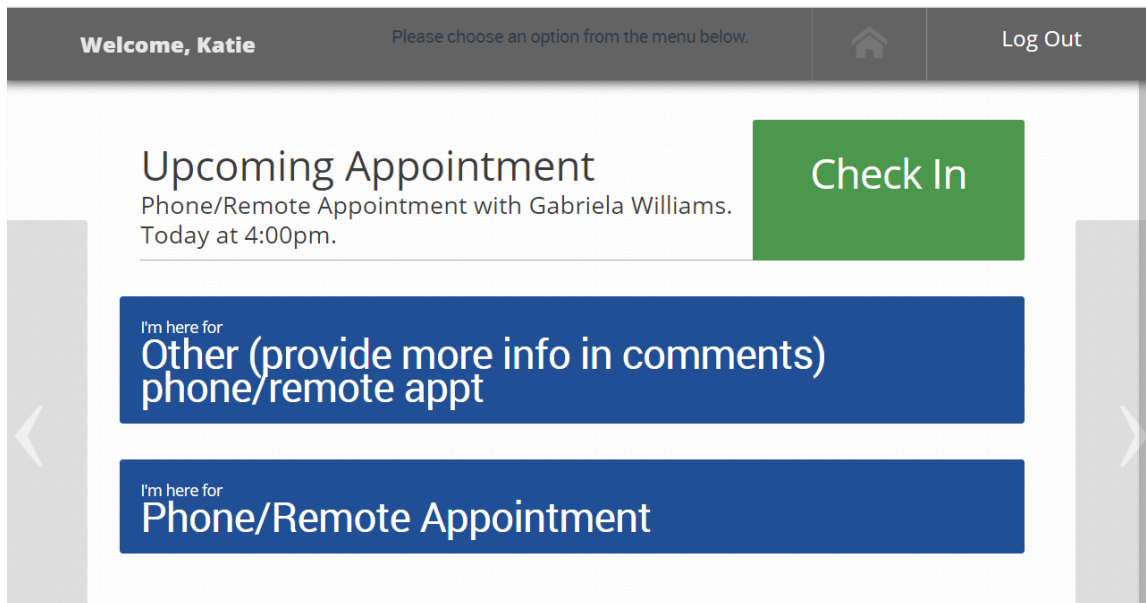 Welcome, Katie
Please choose an option from the menu below.
Log Out
Upcoming Appointment
Phone/Remote Appointment with Gabriela Williams.
Today at 4:00pm.
Check In
I'm here for
Other (provide more info in comments)
phone/remote appt
I'm here for
Phone/Remote Appointment